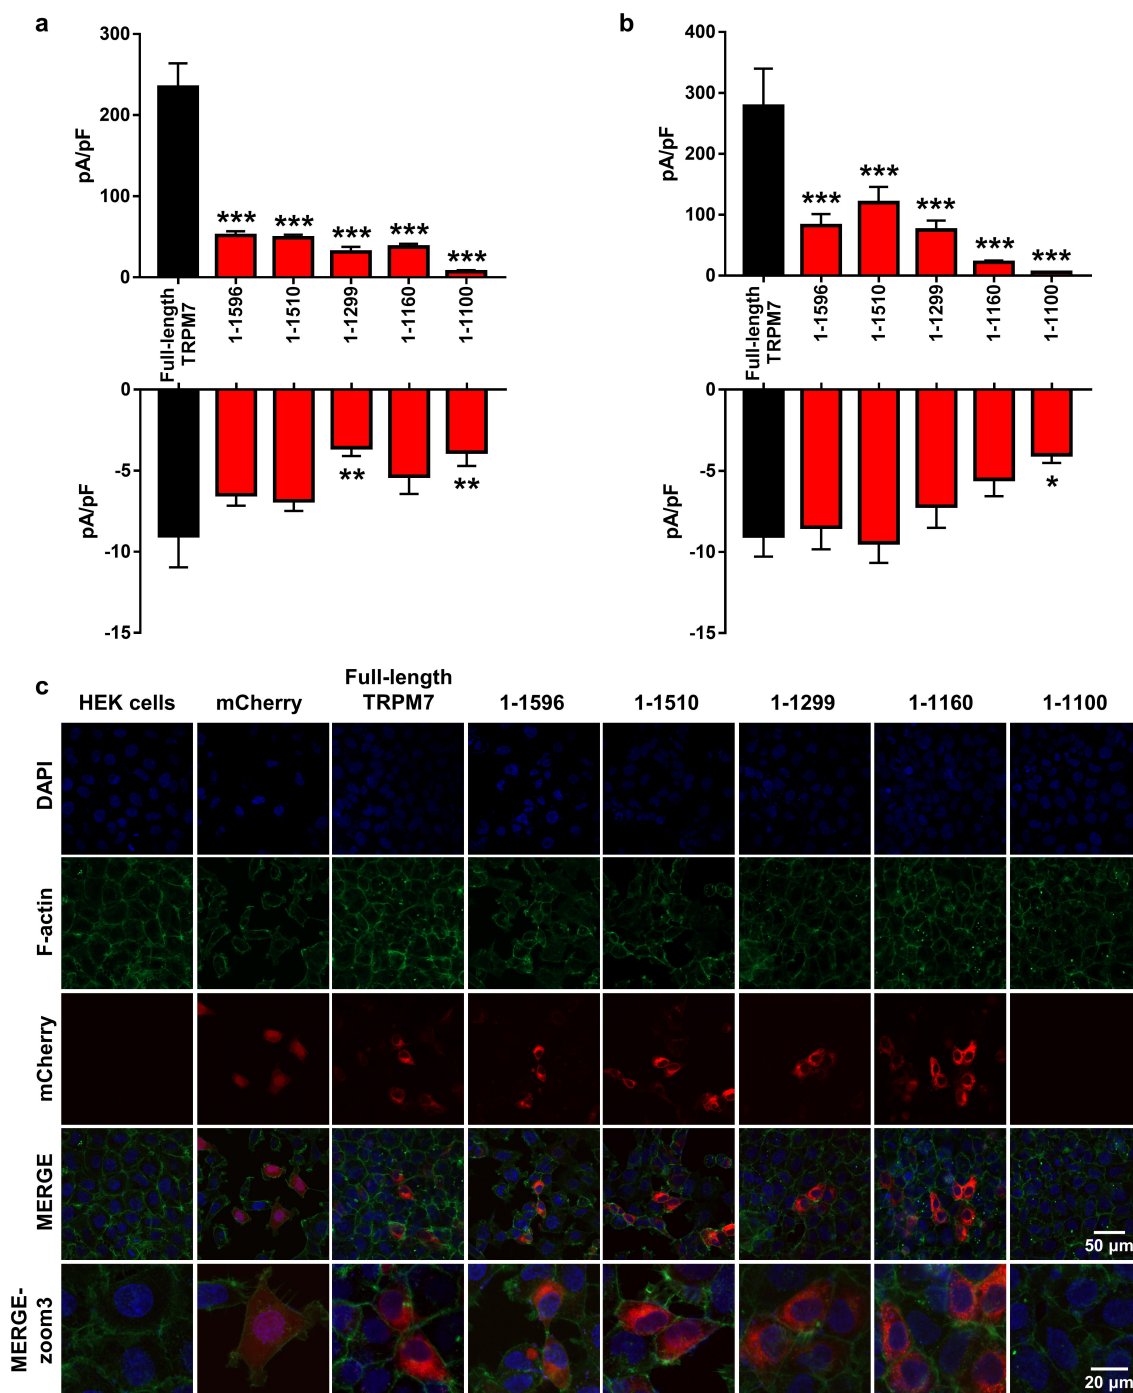 a
300
200
100
0
pA/pF
***
***
***
***
***
Full-length
TRPM7
1-1596
1-1510
1-1299
1-1160
1-1100
0
-5
-10
-15
pA/pF
**
**
b
400
300
200
100
0
pA/pF
***
***
***
***
***
Full-length
TRPM7
1-1596
1-1510
1-1299
1-1160
1-1100
0
-5
-10
-15
pA/pF
*
c
HEK cells
mCherry
Full-length
TRPM7
1-1596
1-1510
1-1299
1-1160
1-1100
DAPI
F-actin
mCherry
MERGE
50 µm
MERGE-
zoom3
20 µm